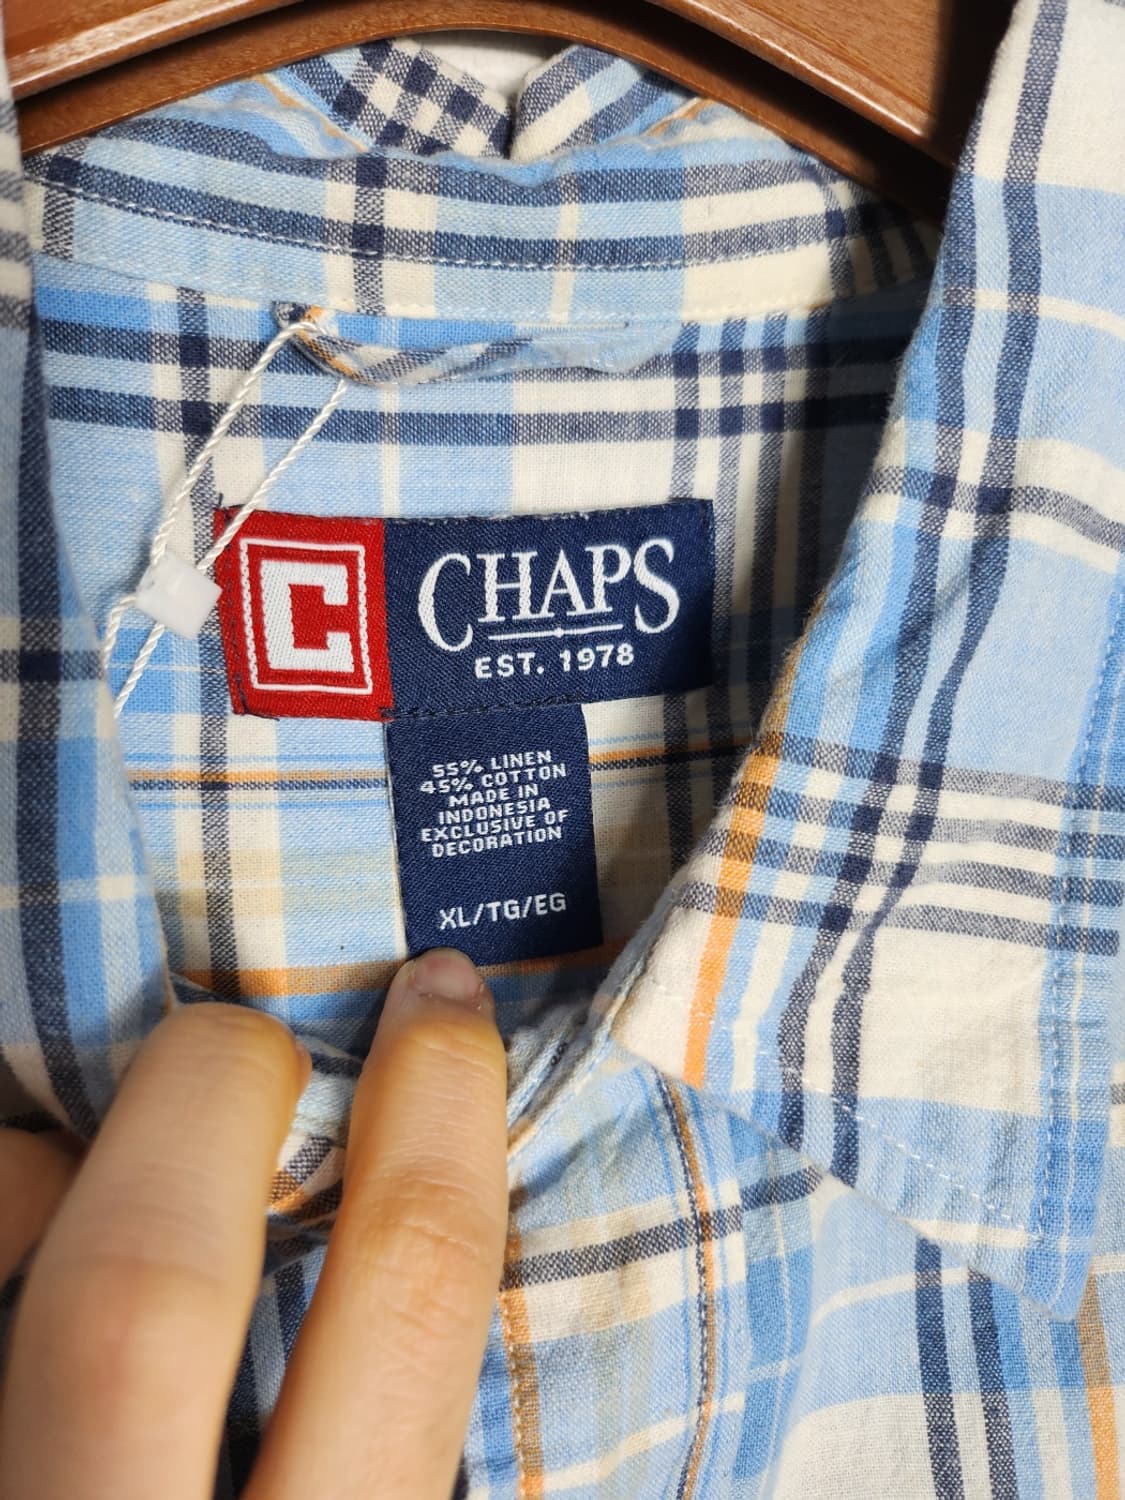 C
CHAPS
EST. 1978
55% LINEN
45% COTTON
MADE IN
INDONESIA
EXCLUSIVE OF
DECORATION
XL/TG/EG